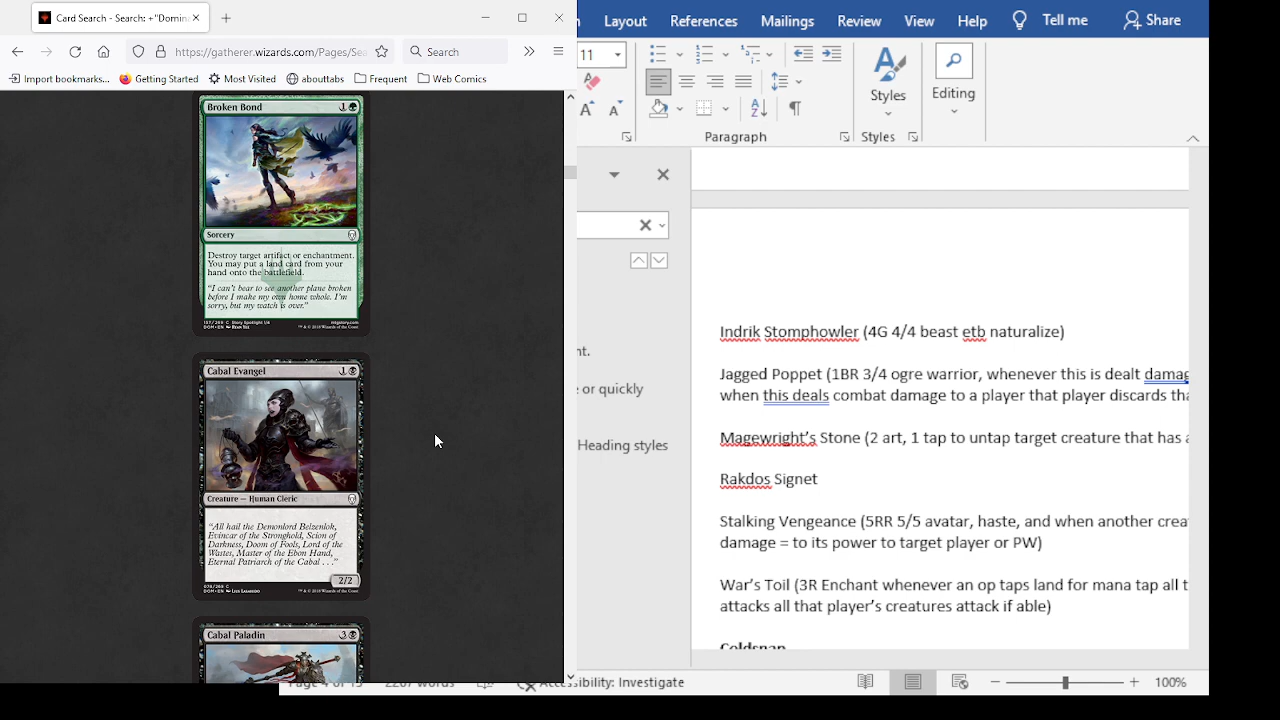 Card Search - Search: +"Domin
https://gatherer.wizards.com/Pages/Sea
Search
Import bookmarks...
Getting Started
Most Visited
abouttabs
Frequent
Web Comics
Broken Bond
1
Sorcery
Destroy target artifact or enchantment.
You may put a land card from your
hand onto the battlefield.
"I can't bear to see another plane broken
before I make my own home whole. I'm
sorry, but my watch is over."
Cabal Evangel
1
Creature — Human Cleric
"All hail the Demonlord Belzenlok,
Evincar of the Stronghold, Scion of
Darkness, Doom of Fools, Lord of the
Wastes, Master of the Ebon Hand,
Eternal Patriarch of the Cabal . . ."
2/2
Cabal Paladin
3
Layout
References
Mailings
Review
View
Help
Tell me
Share
11
Styles
Editing
Paragraph
Styles
nt.
e or quickly
Heading styles
Indrik Stomphowler (4G 4/4 beast etb naturalize)
Jagged Poppet (1BR 3/4 ogre warrior, whenever this is dealt damag
when this deals combat damage to a player that player discards tha
Magewright's Stone (2 art, 1 tap to untap target creature that has a
Rakdos Signet
Stalking Vengeance (5RR 5/5 avatar, haste, and when another crea
damage = to its power to target player or PW)
War's Toil (3R Enchant whenever an op taps land for mana tap all t
attacks all that player's creatures attack if able)
Coldsnap
Accessibility: Investigate
100%